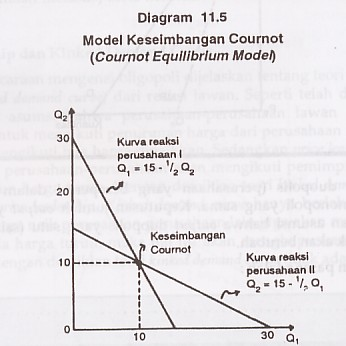 Diagram 11.5
Model Keseimbangan Cournot
(Cournot Equilibrium Model)
Q₂
30
Kurva reaksi
perusahaan I
Q₁ = 15 - ¹/₂ Q₂
20
Keseimbangan
Cournot
10
Kurva reaksi
perusahaan II
Q₂ = 15 - ¹/₂ Q₁
0
10
30
Q₁